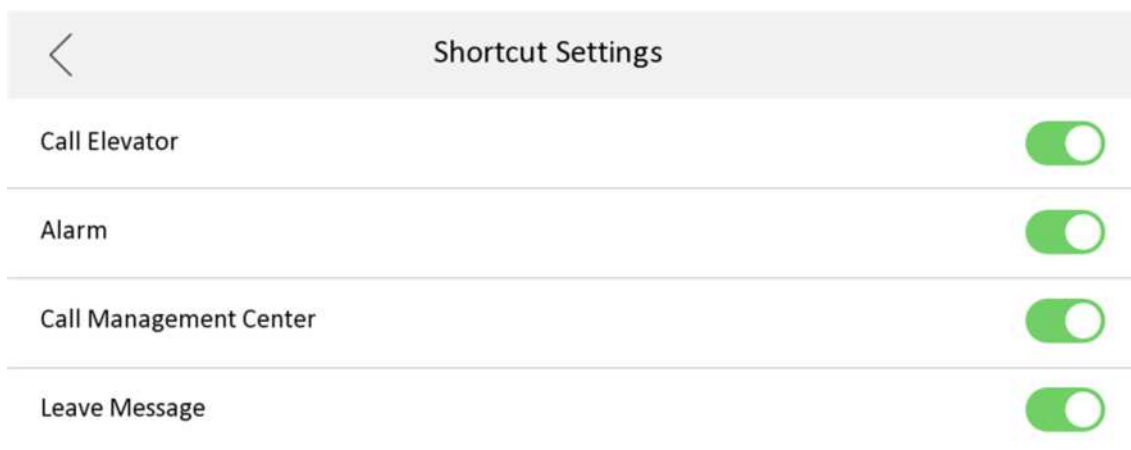 Shortcut Settings
Call Elevator
Alarm
Call Management Center
Leave Message